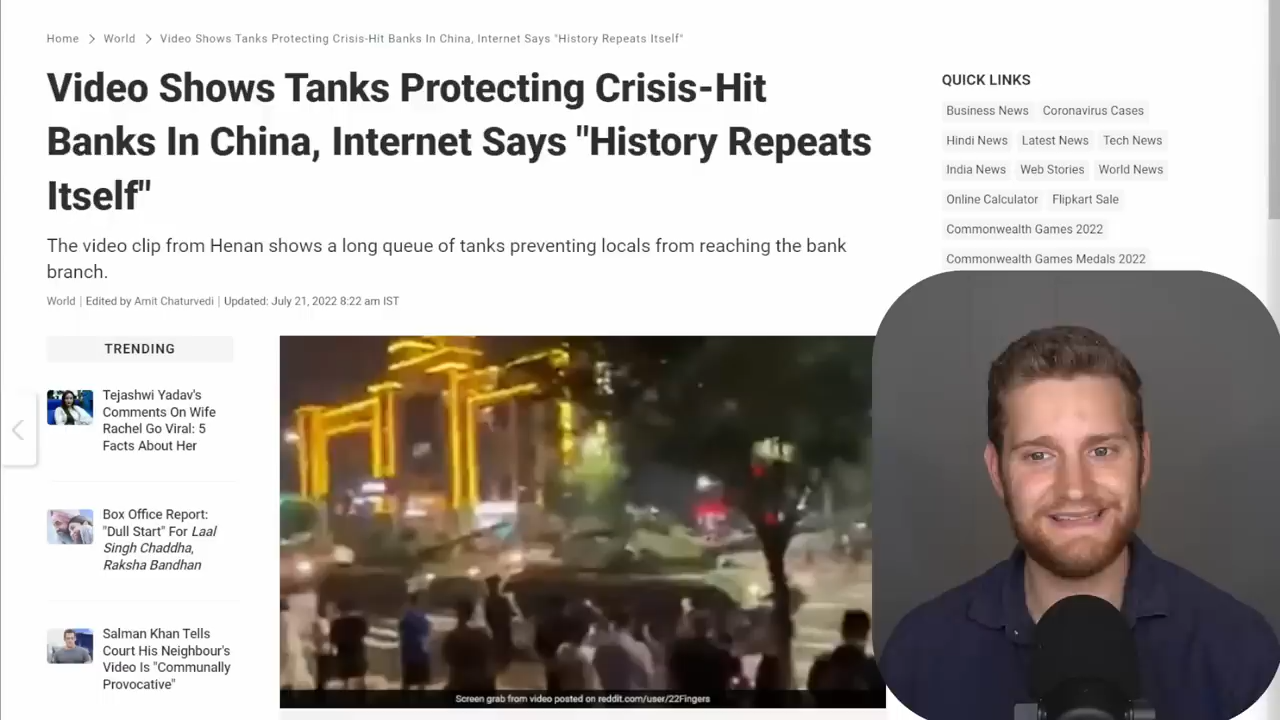 Home > World > Video Shows Tanks Protecting Crisis-Hit Banks In China, Internet Says "History Repeats Itself"
Video Shows Tanks Protecting Crisis-Hit
Banks In China, Internet Says "History Repeats
Itself"
The video clip from Henan shows a long queue of tanks preventing locals from reaching the bank
branch.
World | Edited by Amit Chaturvedi | Updated: July 21, 2022 8:22 am IST
TRENDING
Tejashwi Yadav's
Comments On Wife
Rachel Go Viral: 5
Facts About Her
Box Office Report:
"Dull Start" For Laal
Singh Chaddha,
Raksha Bandhan
Salman Khan Tells
Court His Neighbour's
Video Is "Communally
Provocative"
Screen grab from video posted on reddit.com/user/22Fingers
QUICK LINKS
Business News Coronavirus Cases
Hindi News Latest News Tech News
India News Web Stories World News
Online Calculator Flipkart Sale
Commonwealth Games 2022
Commonwealth Games Medals 2022